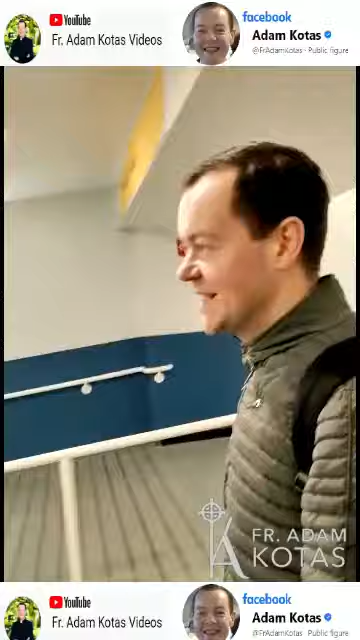 YouTube
Fr. Adam Kotas Videos
facebook
Adam Kotas
@FrAdamKotas · Public figure
FR. ADAM
KOTAS
YouTube
Fr. Adam Kotas Videos
facebook
Adam Kotas
@FrAdamKotas · Public figure